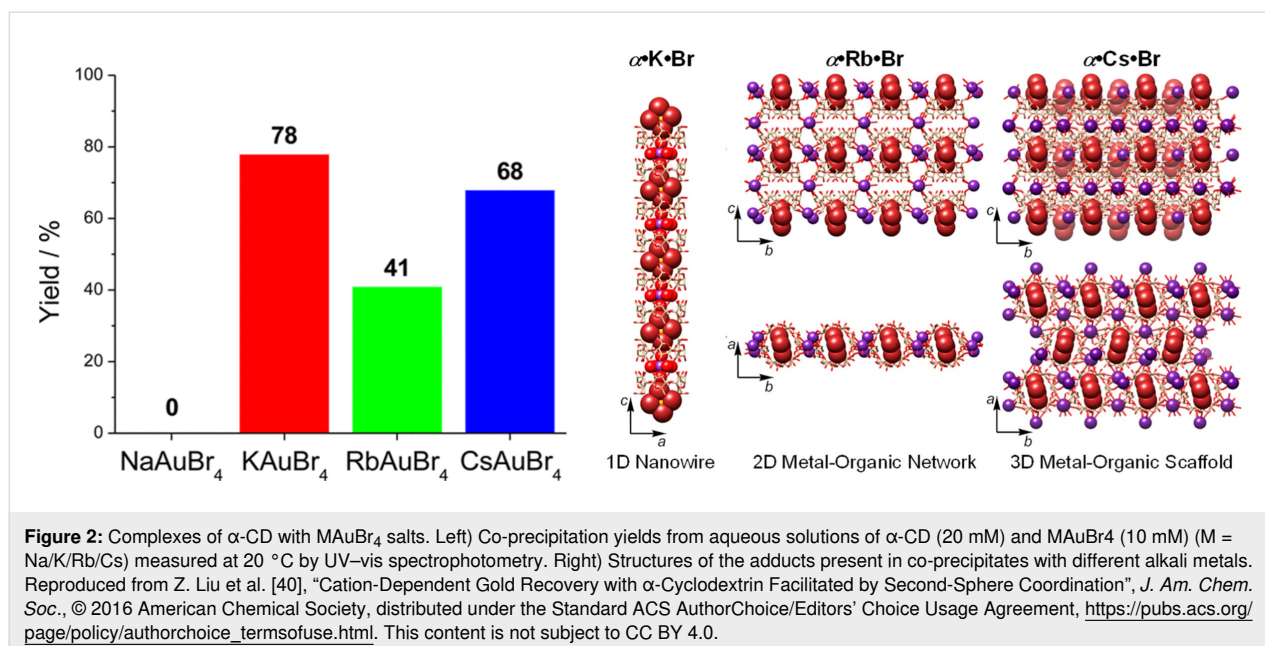 100
80
60
40
20
0
Yield / %
0
78
41
68
NaAuBr₄ KAuBr₄ RbAuBr₄ CsAuBr₄
α•K•Br
α•Rb•Br
α•Cs•Br
c
a
c
b
a
b
c
b
a
b
1D Nanowire
2D Metal-Organic Network
3D Metal-Organic Scaffold
Figure 2: Complexes of α-CD with MAuBr₄ salts. Left) Co-precipitation yields from aqueous solutions of α-CD (20 mM) and MAuBr4 (10 mM) (M =
Na/K/Rb/Cs) measured at 20 °C by UV–vis spectrophotometry. Right) Structures of the adducts present in co-precipitates with different alkali metals.
Reproduced from Z. Liu et al. [40], “Cation-Dependent Gold Recovery with α-Cyclodextrin Facilitated by Second-Sphere Coordination”, J. Am. Chem.
Soc., © 2016 American Chemical Society, distributed under the Standard ACS AuthorChoice/Editors’ Choice Usage Agreement, https://pubs.acs.org/
page/policy/authorchoice_termsofuse.html. This content is not subject to CC BY 4.0.